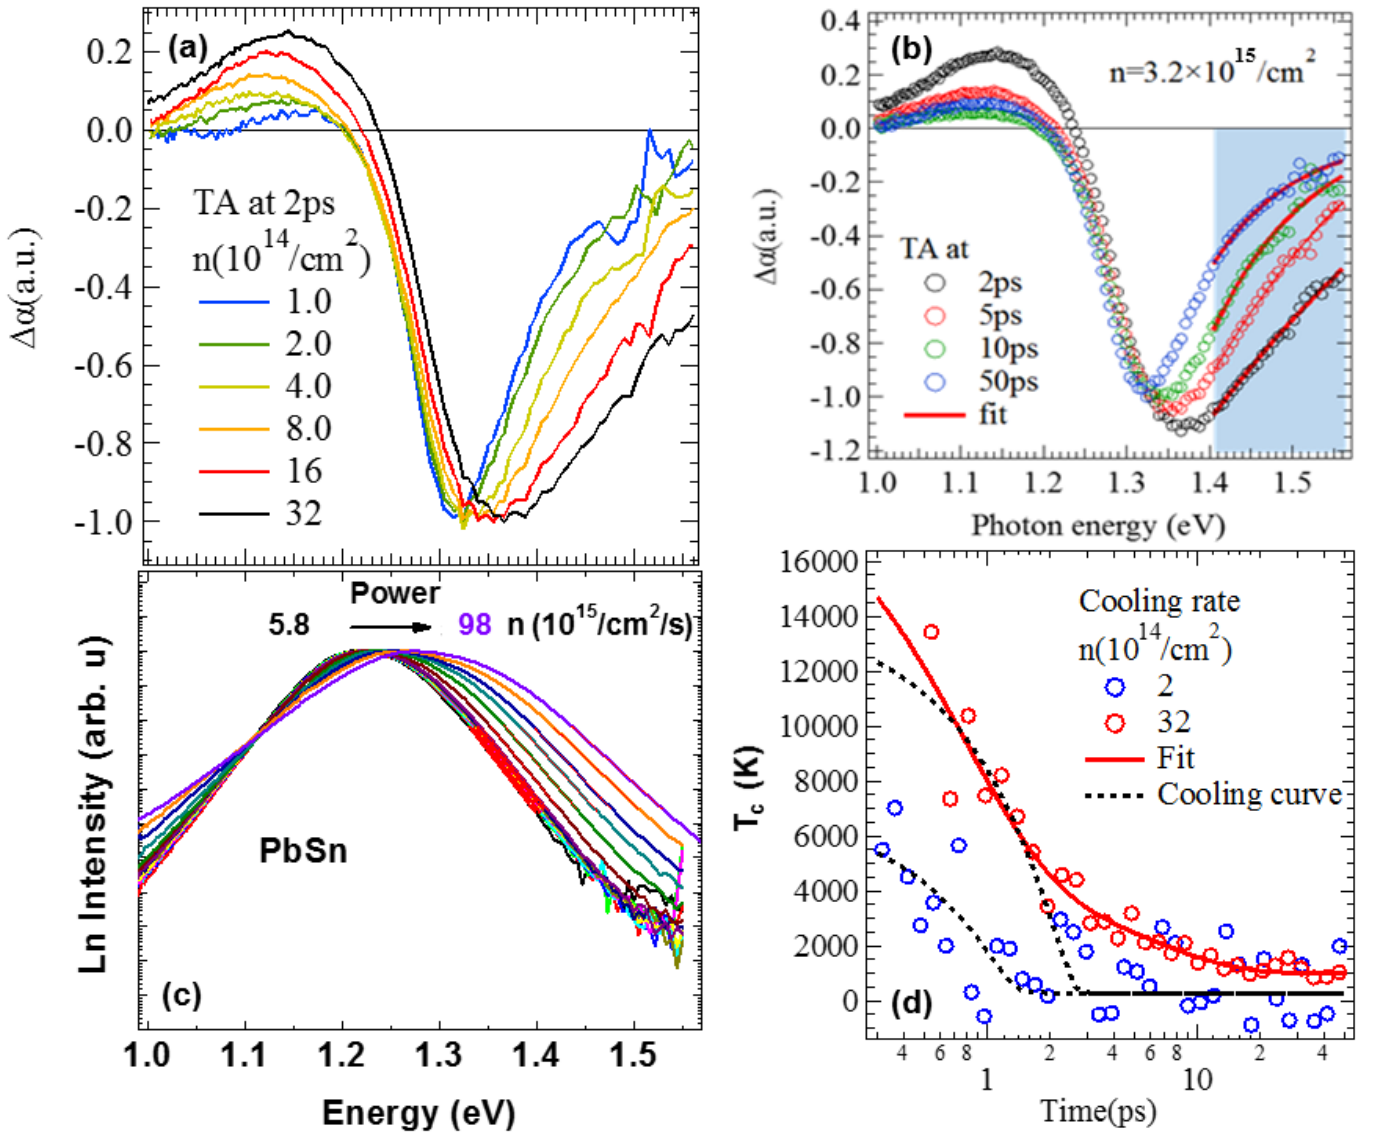 (a)
0.2
0.0
-0.2
-0.4
-0.6
-0.8
-1.0
Δα(a.u.)
TA at 2ps
n(10^14/cm^2)
1.0
2.0
4.0
8.0
16
32
(b)
n=3.2×10^15/cm^2
0.4
0.2
0.0
-0.2
-0.4
-0.6
-0.8
-1.0
-1.2
Δα(a.u.)
TA at
2ps
5ps
10ps
50ps
fit
1.0 1.1 1.2 1.3 1.4 1.5
Photon energy (eV)
Power
5.8 98 n (10^15/cm^2/s)
Ln Intensity (arb. u)
PbSn
(c)
1.0 1.1 1.2 1.3 1.4 1.5
Energy (eV)
16000
14000
12000
10000
8000
6000
4000
2000
0
T_c (K)
Cooling rate
n(10^14/cm^2)
2
32
Fit
Cooling curve
(d)
4 6 8 2 4 6 8 2 4
1 10
Time(ps)